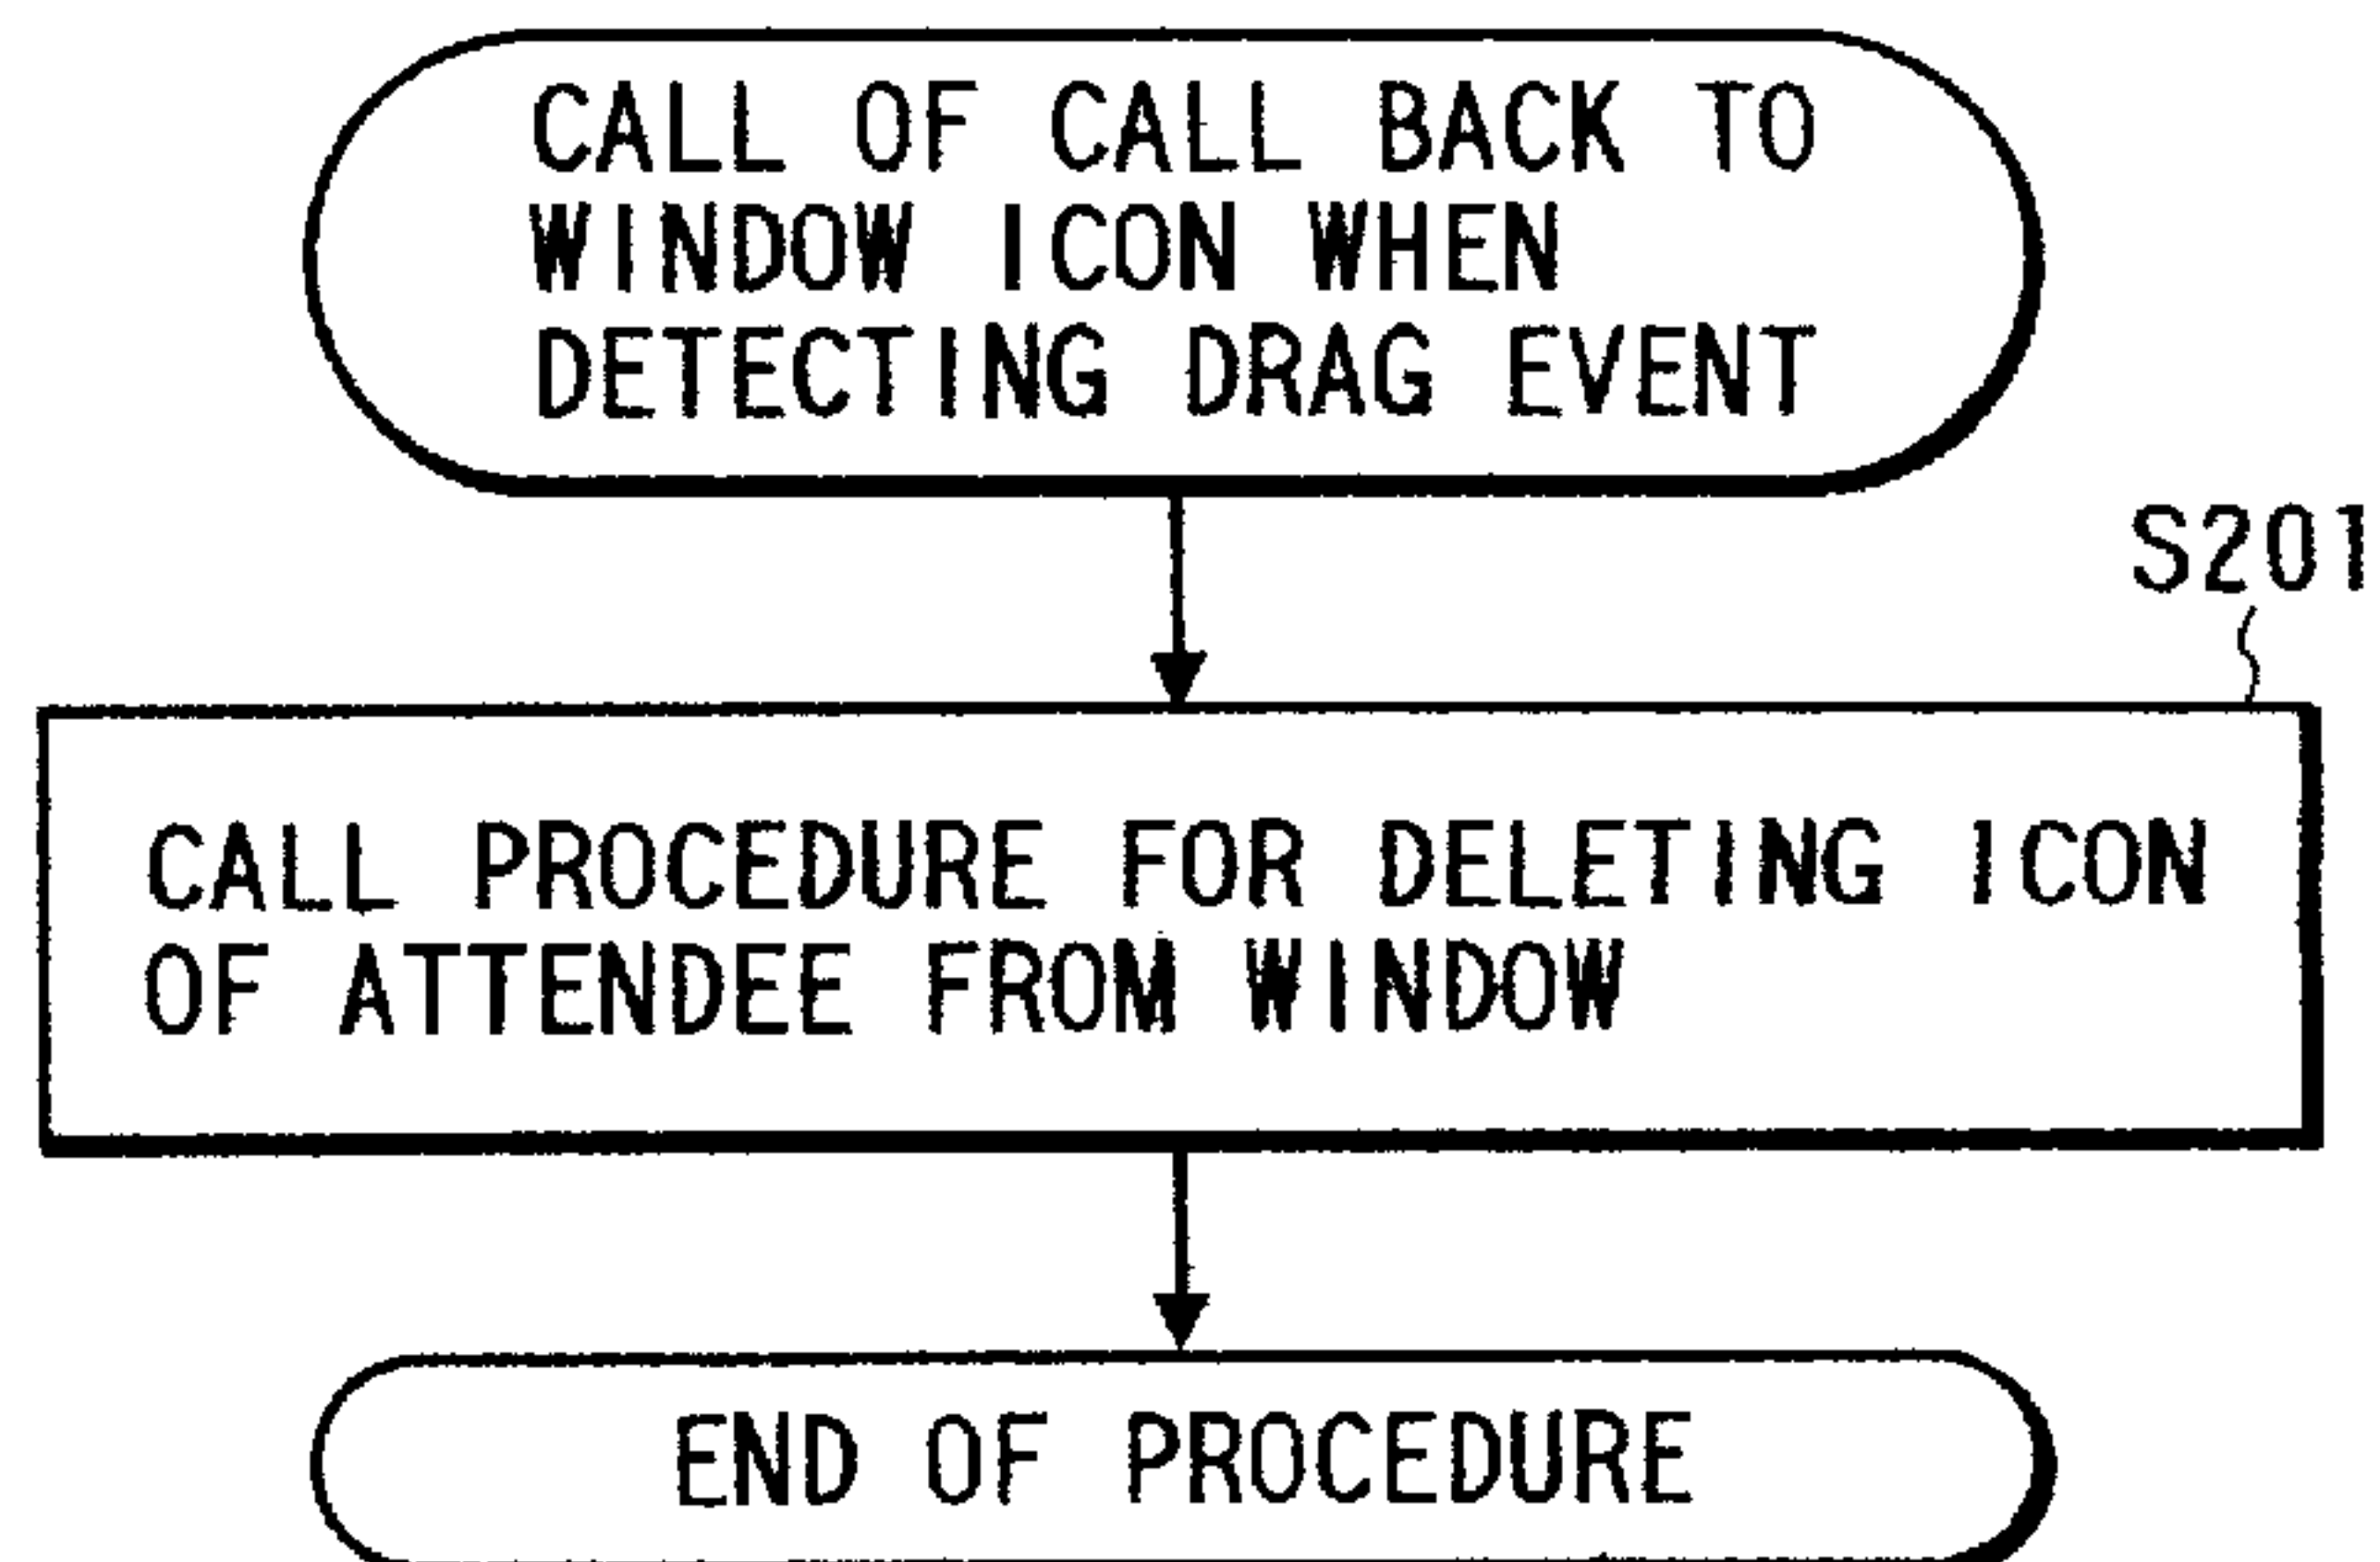 CALL OF CALL BACK TO
WINDOW ICON WHEN
DETECTING DRAG EVENT
S201
CALL PROCEDURE FOR DELETING ICON
OF ATTENDEE FROM WINDOW
END OF PROCEDURE